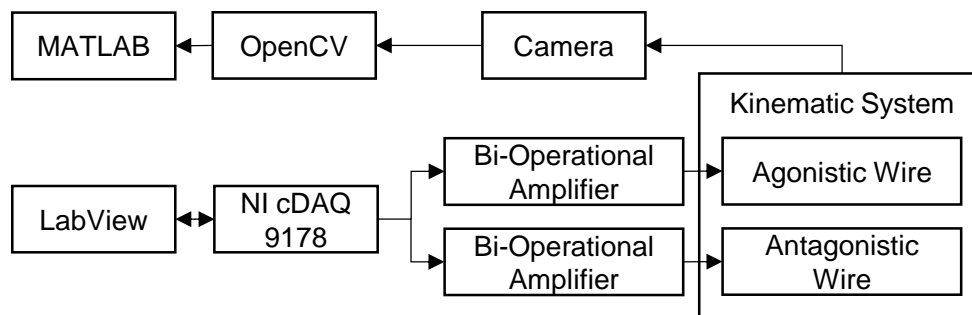 MATLAB
OpenCV
Camera
Kinematic System
Bi-Operational
Amplifier
Agonistic Wire
LabView
NI cDAQ
9178
Bi-Operational
Amplifier
Antagonistic
Wire